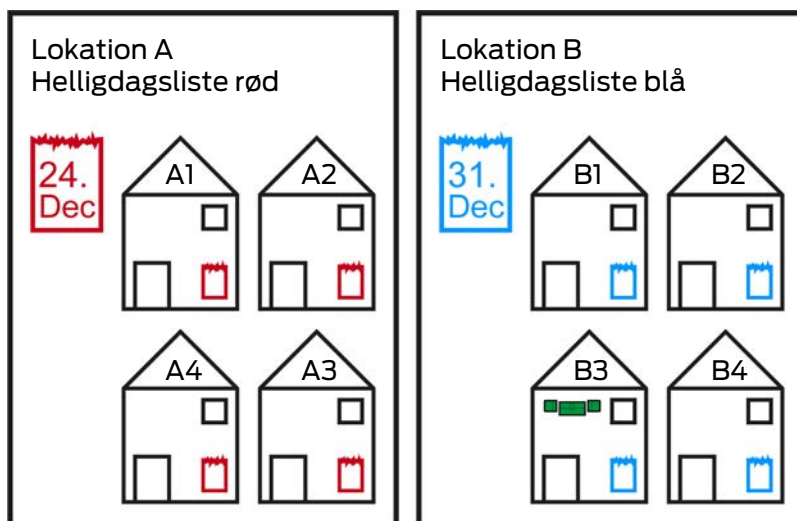 Lokation A
Helligdagsliste rød
24.
Dec
A1
A2
A4
A3
Lokation B
Helligdagsliste blå
31.
Dec
B1
B2
B3
B4